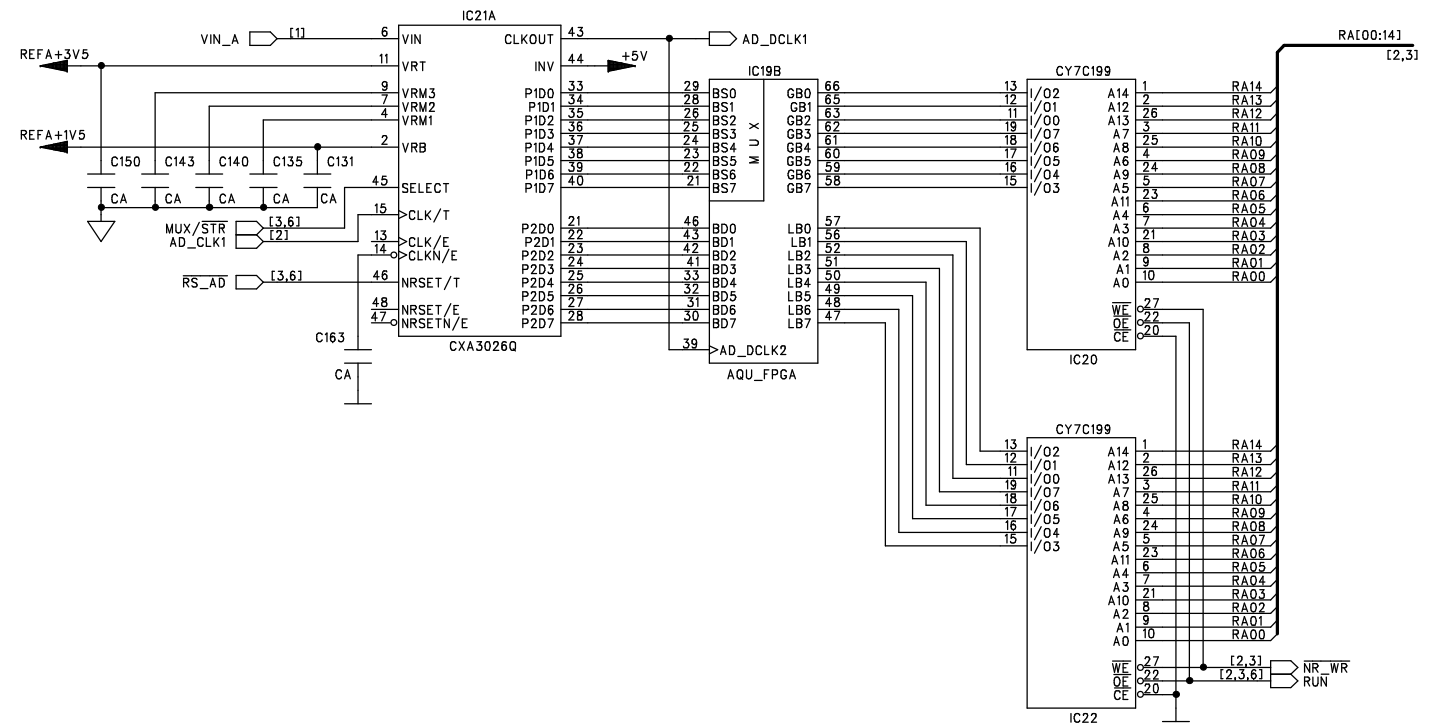 IC21A
VIN_A [1] 6 VIN CLKOUT 43 AD_DCLK1
REFA+3V5 11 VRT INV 44 +5V
9 VRM3 P1D0 33
7 VRM2 P1D1 34
4 VRM1 P1D2 35
P1D3 36
REFA+1V5 2 VRB P1D4 37
P1D5 38
P1D6 39
P1D7 40
C150 C143 C140 C135 C131
CA CA CA CA CA
45 SELECT
15 CLK/T
MUX/STR [3,6]
AD_CLK1 [2]
13 CLK/E
14 CLKN/E
RS_AD [3,6] 46 NRSET/T
48 NRSET/E
47 NRSETN/E
P2D0 21
P2D1 22
P2D2 23
P2D3 24
P2D4 25
P2D5 26
P2D6 27
P2D7 28
CXA3026Q
C163
CA
IC19B
MUX
29 BS0 GB0 66
28 BS1 GB1 65
26 BS2 GB2 63
25 BS3 GB3 62
24 BS4 GB4 61
23 BS5 GB5 60
22 BS6 GB6 59
21 BS7 GB7 58
46 BD0 LB0 57
43 BD1 LB1 56
42 BD2 LB2 52
41 BD3 LB3 51
33 BD4 LB4 50
32 BD5 LB5 49
31 BD6 LB6 48
30 BD7 LB7 47
39 AD_DCLK2
AQU_FPGA
RA[00:14]
[2,3]
CY7C199
13 I/O2 A14 1 RA14
12 I/O1 A12 2 RA13
11 I/O0 A13 26 RA12
19 I/O7 A7 3 RA11
18 I/O6 A8 25 RA10
17 I/O5 A6 4 RA09
16 I/O4 A9 24 RA08
15 I/O3 A5 5 RA07
A11 23 RA06
A4 6 RA05
A3 7 RA04
A10 21 RA03
A2 8 RA02
A1 9 RA01
A0 10 RA00
WE 27
OE 22
CE 20
IC20
CY7C199
13 I/O2 A14 1 RA14
12 I/O1 A12 2 RA13
11 I/O0 A13 26 RA12
19 I/O7 A7 3 RA11
18 I/O6 A8 25 RA10
17 I/O5 A6 4 RA09
16 I/O4 A9 24 RA08
15 I/O3 A5 5 RA07
A11 23 RA06
A4 6 RA05
A3 7 RA04
A10 21 RA03
A2 8 RA02
A1 9 RA01
A0 10 RA00
WE 27 [2,3] NR_WR
OE 22 [2,3,6] RUN
CE 20
IC22